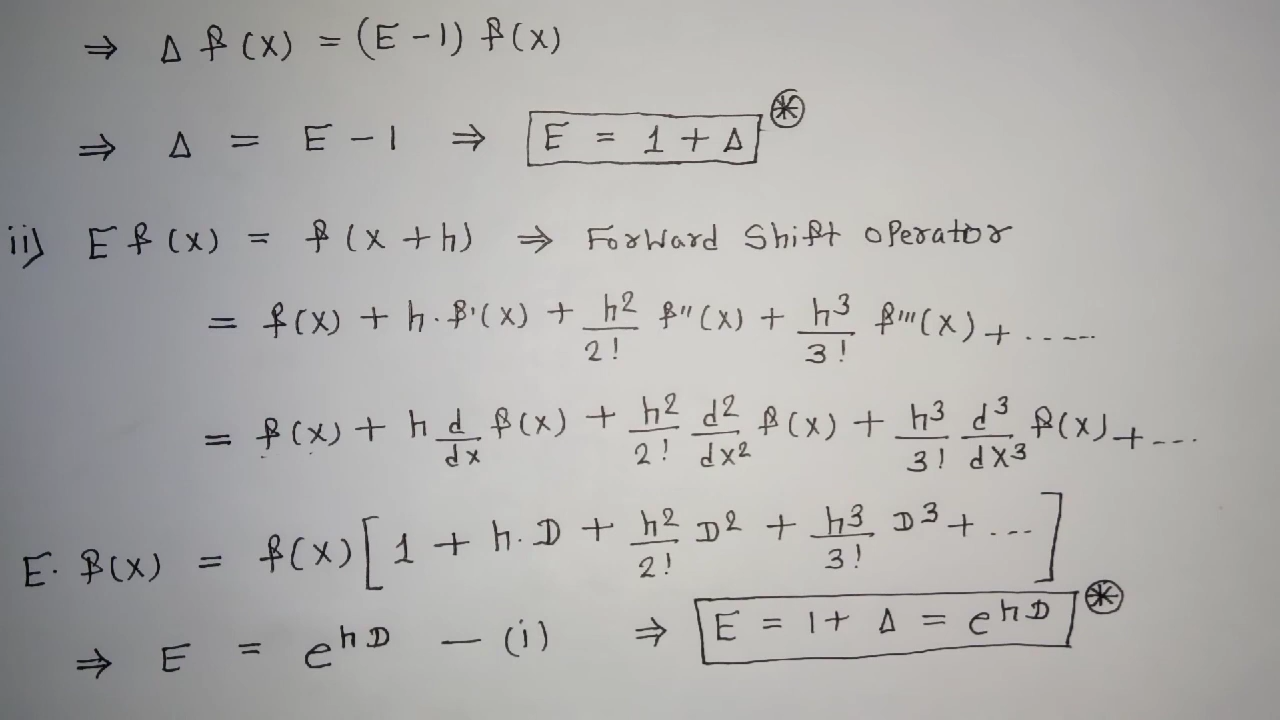 ⇒ Δ f(x) = (E - 1) f(x)
⇒ Δ = E - 1 ⇒ E = 1 + Δ ⊛
ii) E f(x) = f(x + h) ⇒ Forward Shift operator
= f(x) + h · f'(x) + h²/2! f''(x) + h³/3! f'''(x) + ......
= f(x) + h d/dx f(x) + h²/2! d²/dx² f(x) + h³/3! d³/dx³ f(x) + ....
E · f(x) = f(x) [1 + h · D + h²/2! D² + h³/3! D³ + ....]
⇒ E = e^hD — (i) ⇒ E = 1 + Δ = e^hD ⊛